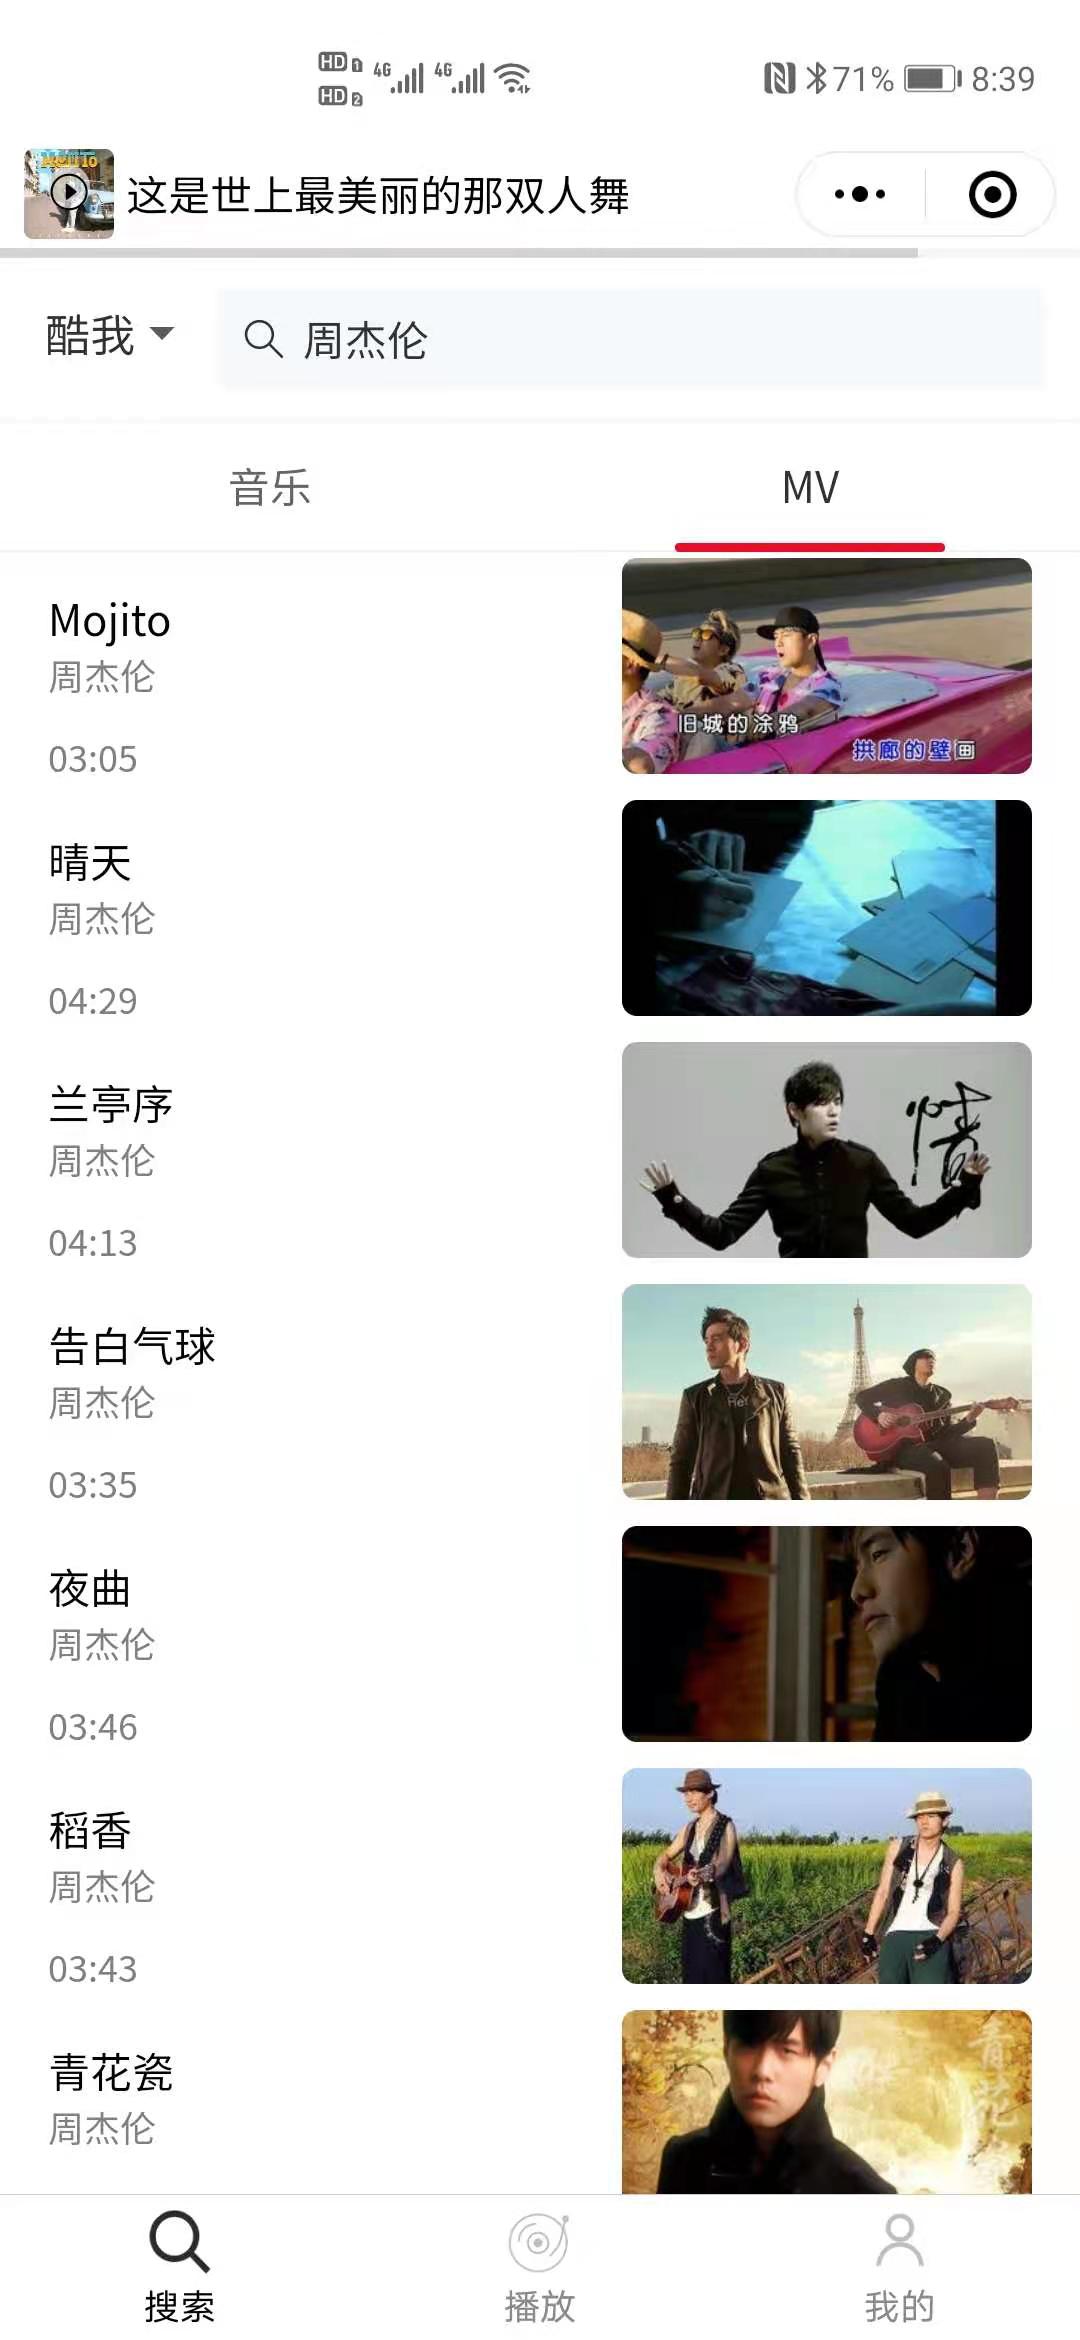 HD 1 4G 4G 71% 8:39
HD 2
这是世上最美丽的那双人舞
酷我 周杰伦
音乐 MV
Mojito
周杰伦
03:05
旧城的涂鸦
拱廊的壁画
晴天
周杰伦
04:29
兰亭序
周杰伦
04:13
情
告白气球
周杰伦
03:35
HeY
夜曲
周杰伦
03:46
稻香
周杰伦
03:43
青花瓷
周杰伦
青花
搜索 播放 我的